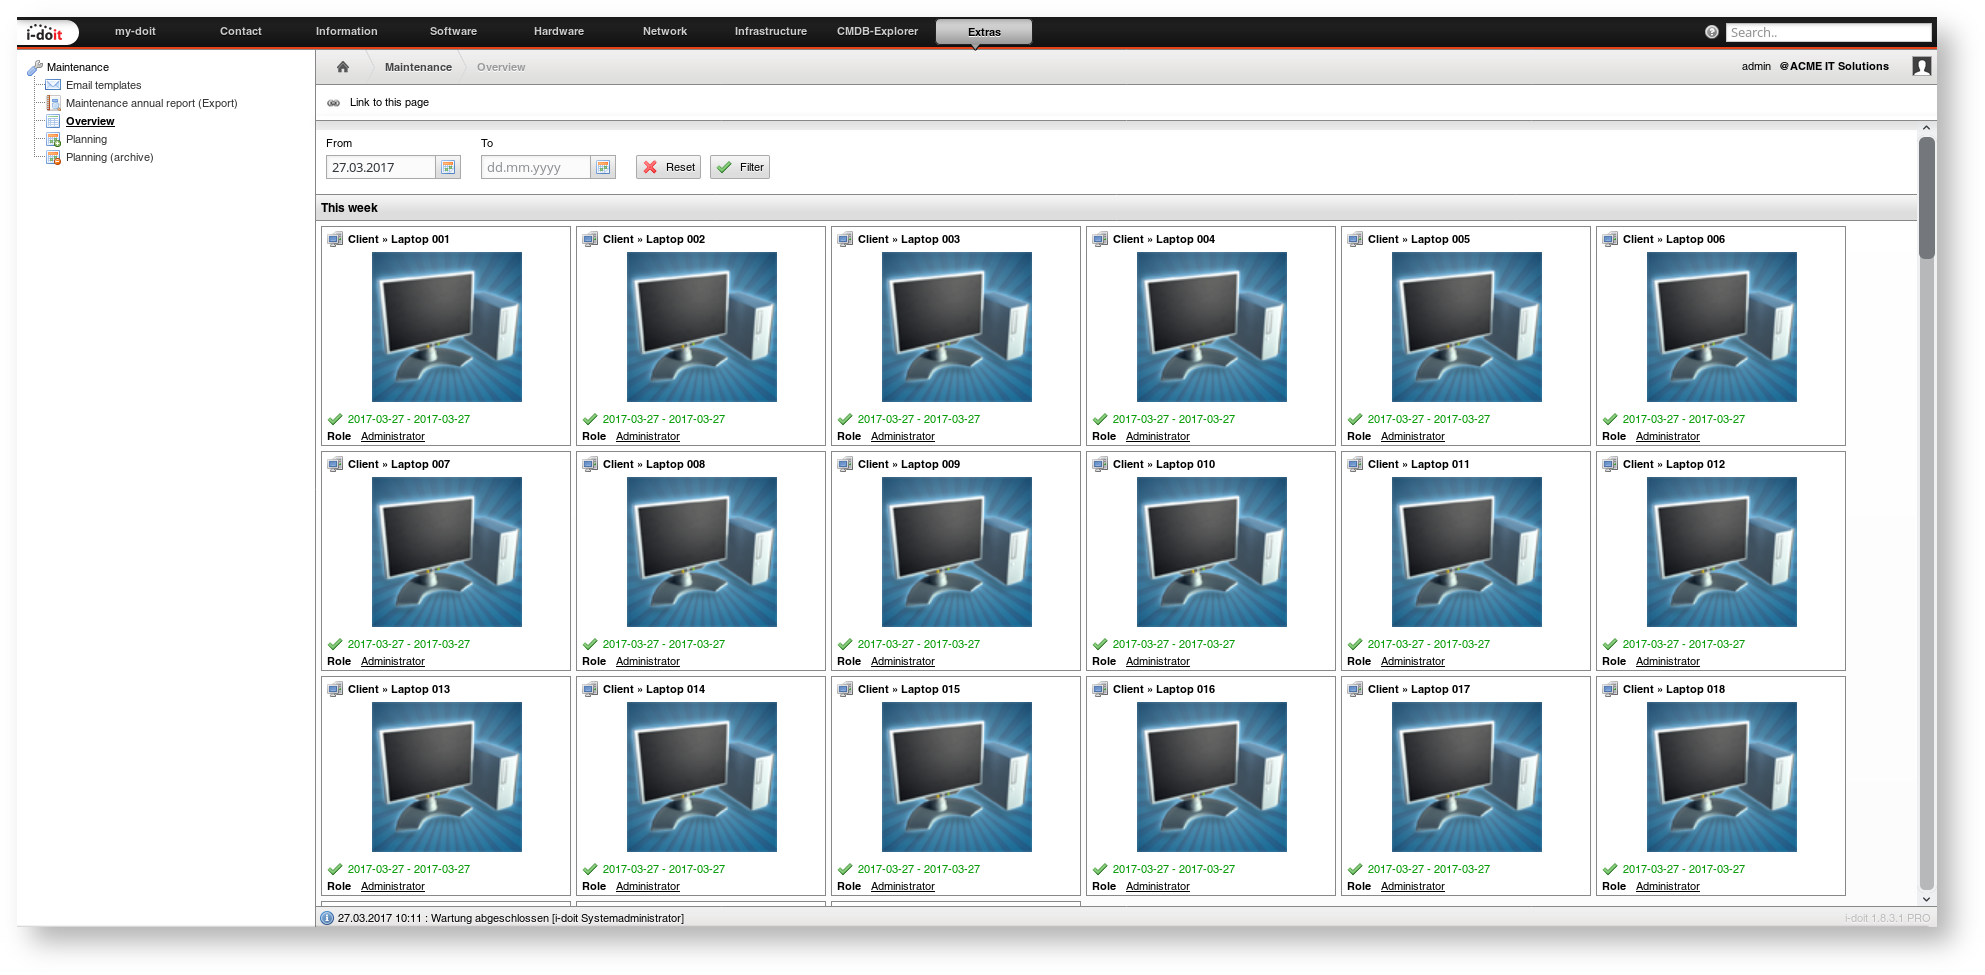 i-doit my-doit Contact Information Software Hardware Network Infrastructure CMDB-Explorer Extras ? Search..
Maintenance
Email templates
Maintenance annual report (Export)
Overview
Planning
Planning (archive)
Maintenance Overview admin @ACME IT Solutions
Link to this page
From To
27.03.2017 dd.mm.yyyy Reset Filter
This week
Client » Laptop 001 Client » Laptop 002 Client » Laptop 003 Client » Laptop 004 Client » Laptop 005 Client » Laptop 006
2017-03-27 - 2017-03-27 2017-03-27 - 2017-03-27 2017-03-27 - 2017-03-27 2017-03-27 - 2017-03-27 2017-03-27 - 2017-03-27 2017-03-27 - 2017-03-27
Role Administrator Role Administrator Role Administrator Role Administrator Role Administrator Role Administrator
Client » Laptop 007 Client » Laptop 008 Client » Laptop 009 Client » Laptop 010 Client » Laptop 011 Client » Laptop 012
2017-03-27 - 2017-03-27 2017-03-27 - 2017-03-27 2017-03-27 - 2017-03-27 2017-03-27 - 2017-03-27 2017-03-27 - 2017-03-27 2017-03-27 - 2017-03-27
Role Administrator Role Administrator Role Administrator Role Administrator Role Administrator Role Administrator
Client » Laptop 013 Client » Laptop 014 Client » Laptop 015 Client » Laptop 016 Client » Laptop 017 Client » Laptop 018
2017-03-27 - 2017-03-27 2017-03-27 - 2017-03-27 2017-03-27 - 2017-03-27 2017-03-27 - 2017-03-27 2017-03-27 - 2017-03-27 2017-03-27 - 2017-03-27
Role Administrator Role Administrator Role Administrator Role Administrator Role Administrator Role Administrator
27.03.2017 10:11 : Wartung abgeschlossen [i-doit Systemadministrator] i-doit 1.8.3.1 PRO